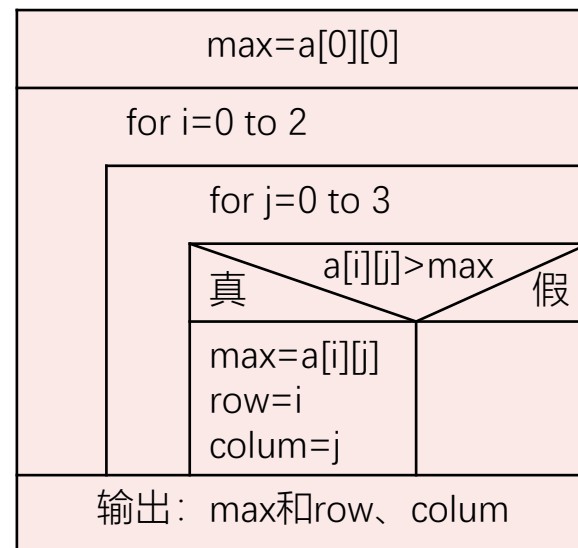 max=a[0][0]
for i=0 to 2
for j=0 to 3
a[i][j]>max
真
假
max=a[i][j]
row=i
colum=j
输出：max和row、colum